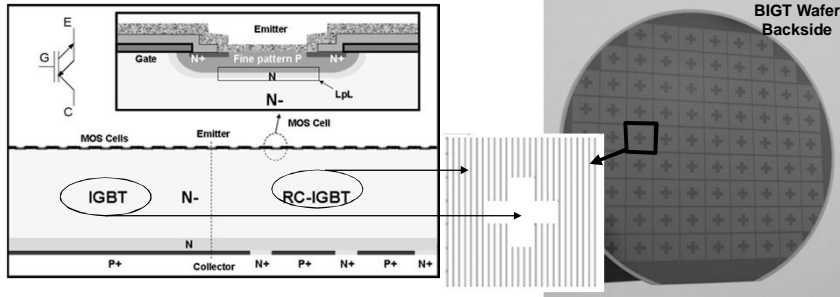 BIGT Wafer
Backside
E
G
C
Emitter
Gate
N+
Fine pattern P
N+
N
N-
LpL
MOS Cells
Emitter
MOS Cell
IGBT
N-
RC-IGBT
N
P+
Collector
N+
P+
N+
P+
N+